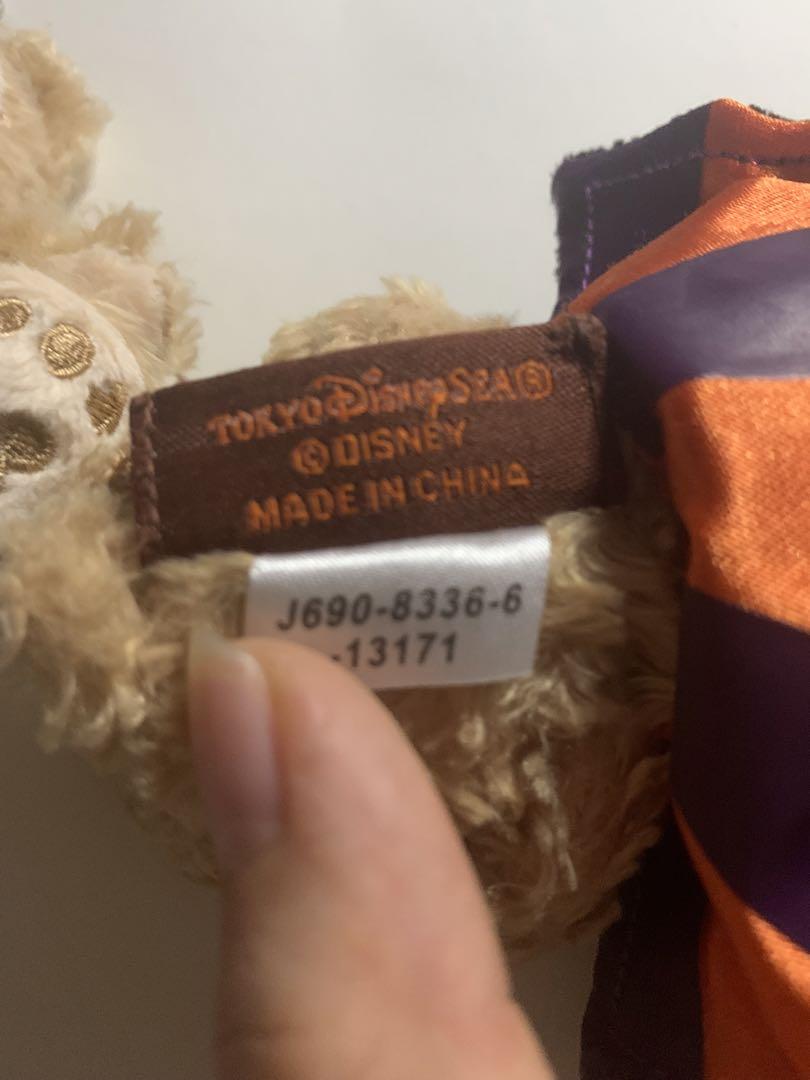 TOKYO DisneySEA®
©DISNEY
MADE IN CHINA
J690-8336-6
-13171